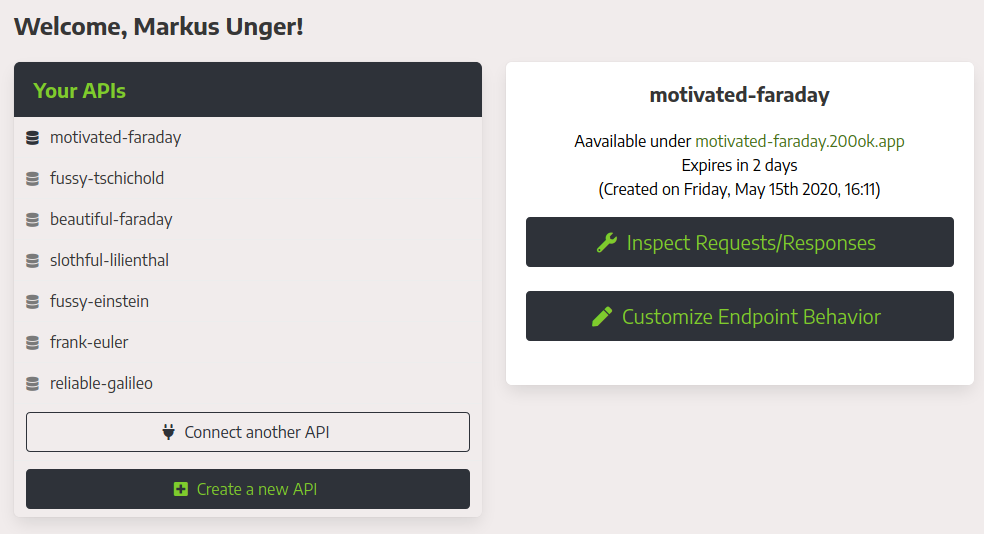 Welcome, Markus Unger!
Your APIs
motivated-faraday
fussy-tschichold
beautiful-faraday
slothful-lilienthal
fussy-einstein
frank-euler
reliable-galileo
Connect another API
Create a new API
motivated-faraday
Aavailable under motivated-faraday.200ok.app
Expires in 2 days
(Created on Friday, May 15th 2020, 16:11)
Inspect Requests/Responses
Customize Endpoint Behavior